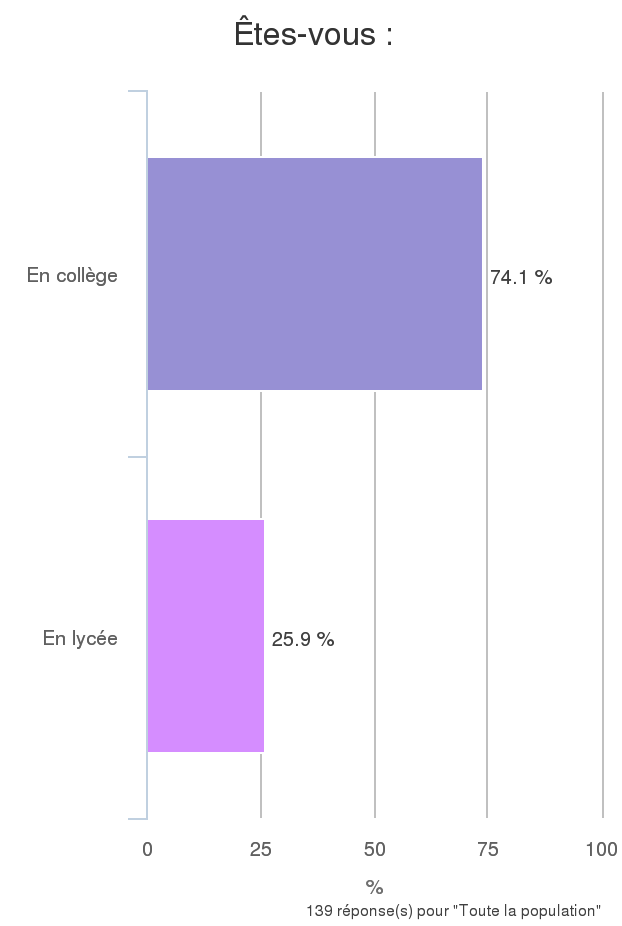 Êtes-vous :
En collège
74.1 %
En lycée
25.9 %
0 25 50 75 100
%
139 réponse(s) pour "Toute la population"